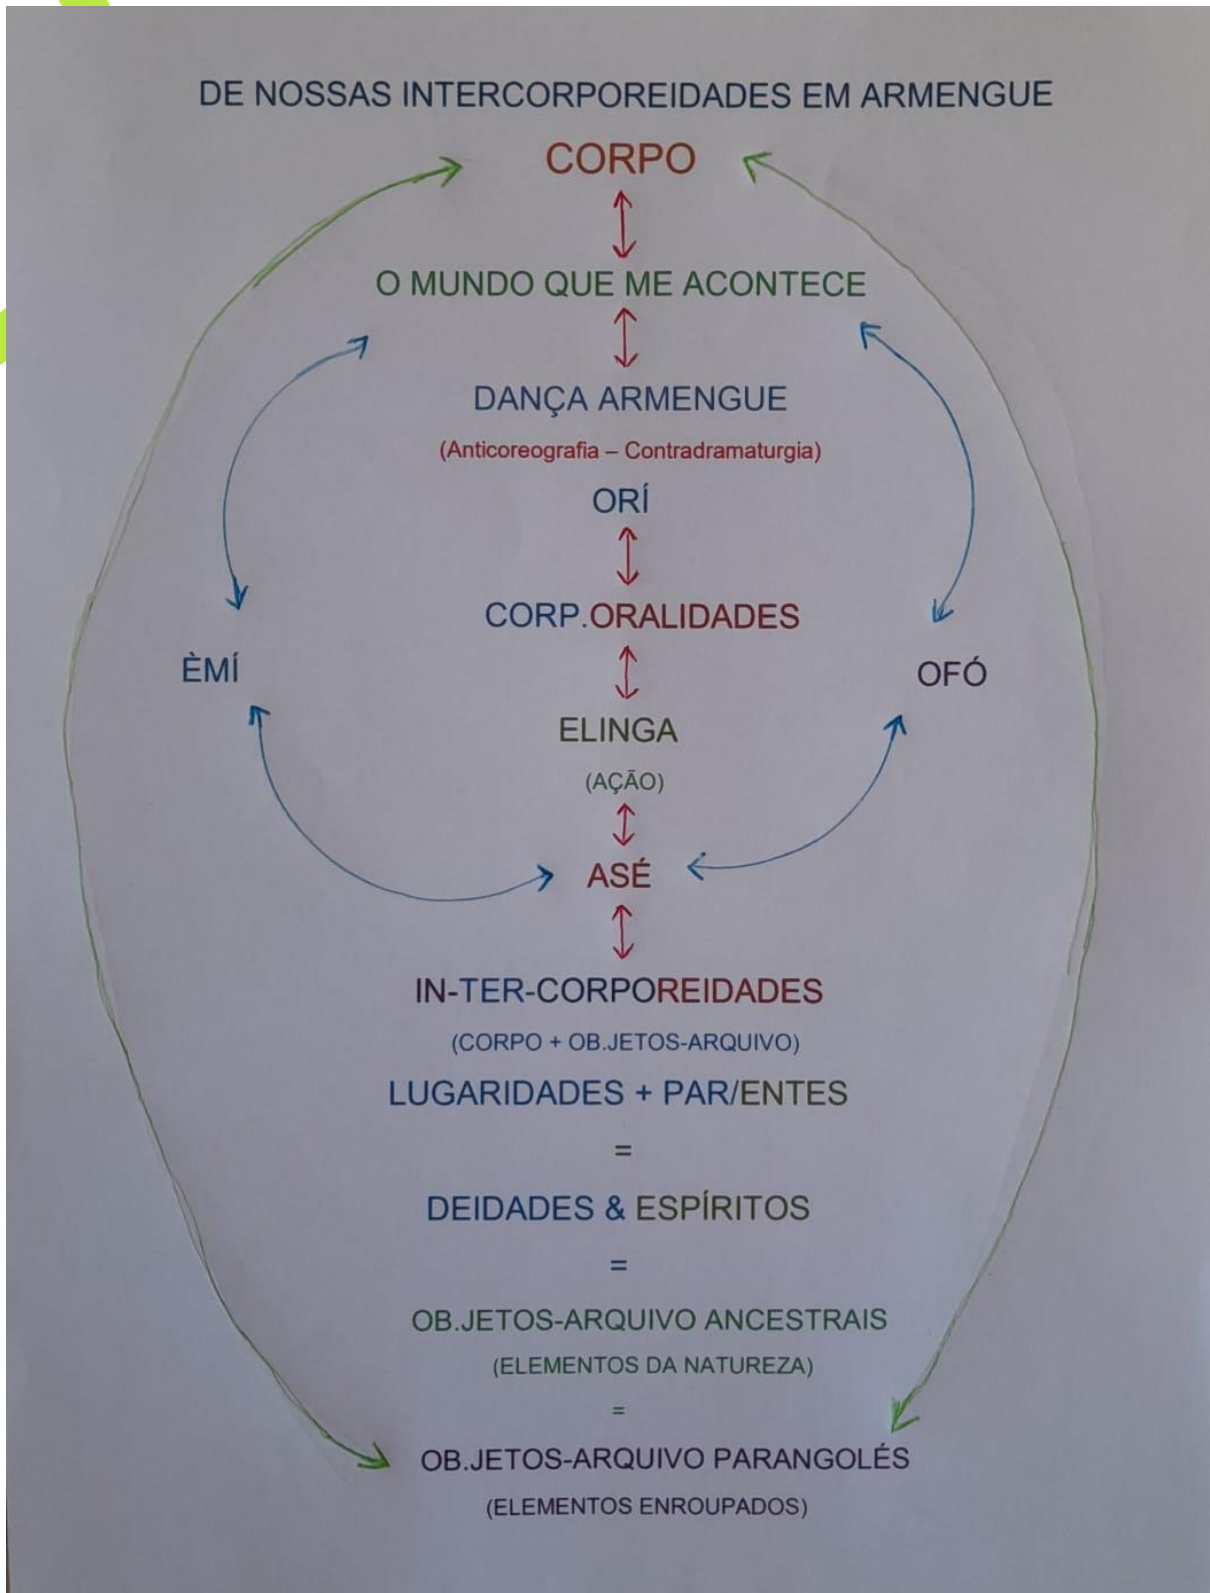 DE NOSSAS INTERCORPOREIDADES EM ARMENGUE
CORPO
O MUNDO QUE ME ACONTECE
DANÇA ARMENGUE
(Anticoreografia – Contradramaturgia)
ORÍ
CORP.ORALIDADES
ÈMÍ
OFÓ
ELINGA
(AÇÃO)
ASÉ
IN-TER-CORPOREIDADES
(CORPO + OB.JETOS-ARQUIVO)
LUGARIDADES + PAR/ENTES
=
DEIDADES & ESPÍRITOS
=
OB.JETOS-ARQUIVO ANCESTRAIS
(ELEMENTOS DA NATUREZA)
=
OB.JETOS-ARQUIVO PARANGOLÉS
(ELEMENTOS ENROUPADOS)